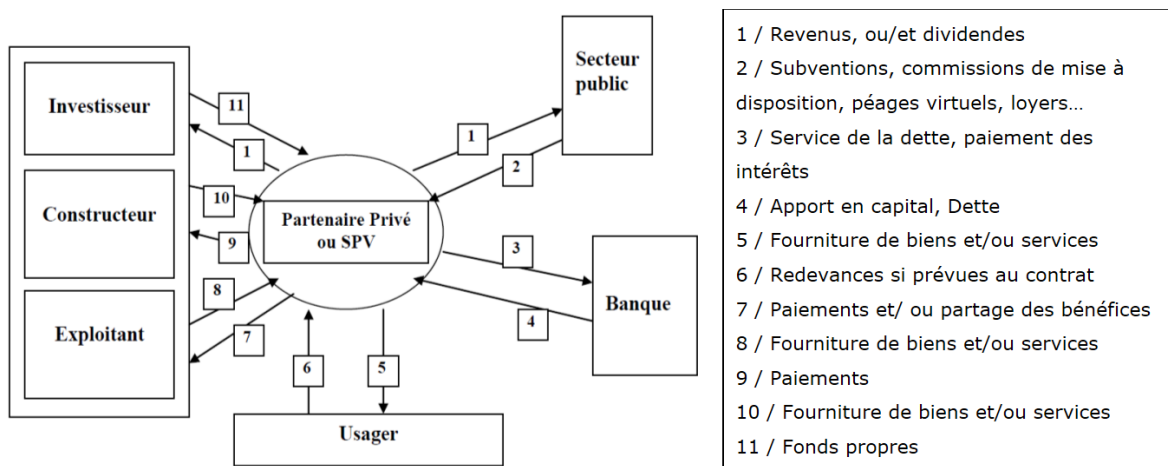 Investisseur
Constructeur
Exploitant
11
1
10
9
8
7
Partenaire Privé
ou SPV
1
2
3
4
6
5
Secteur
public
Banque
Usager
1 / Revenus, ou/et dividendes
2 / Subventions, commissions de mise à
disposition, péages virtuels, loyers…
3 / Service de la dette, paiement des
intérêts
4 / Apport en capital, Dette
5 / Fourniture de biens et/ou services
6 / Redevances si prévues au contrat
7 / Paiements et/ ou partage des bénéfices
8 / Fourniture de biens et/ou services
9 / Paiements
10 / Fourniture de biens et/ou services
11 / Fonds propres